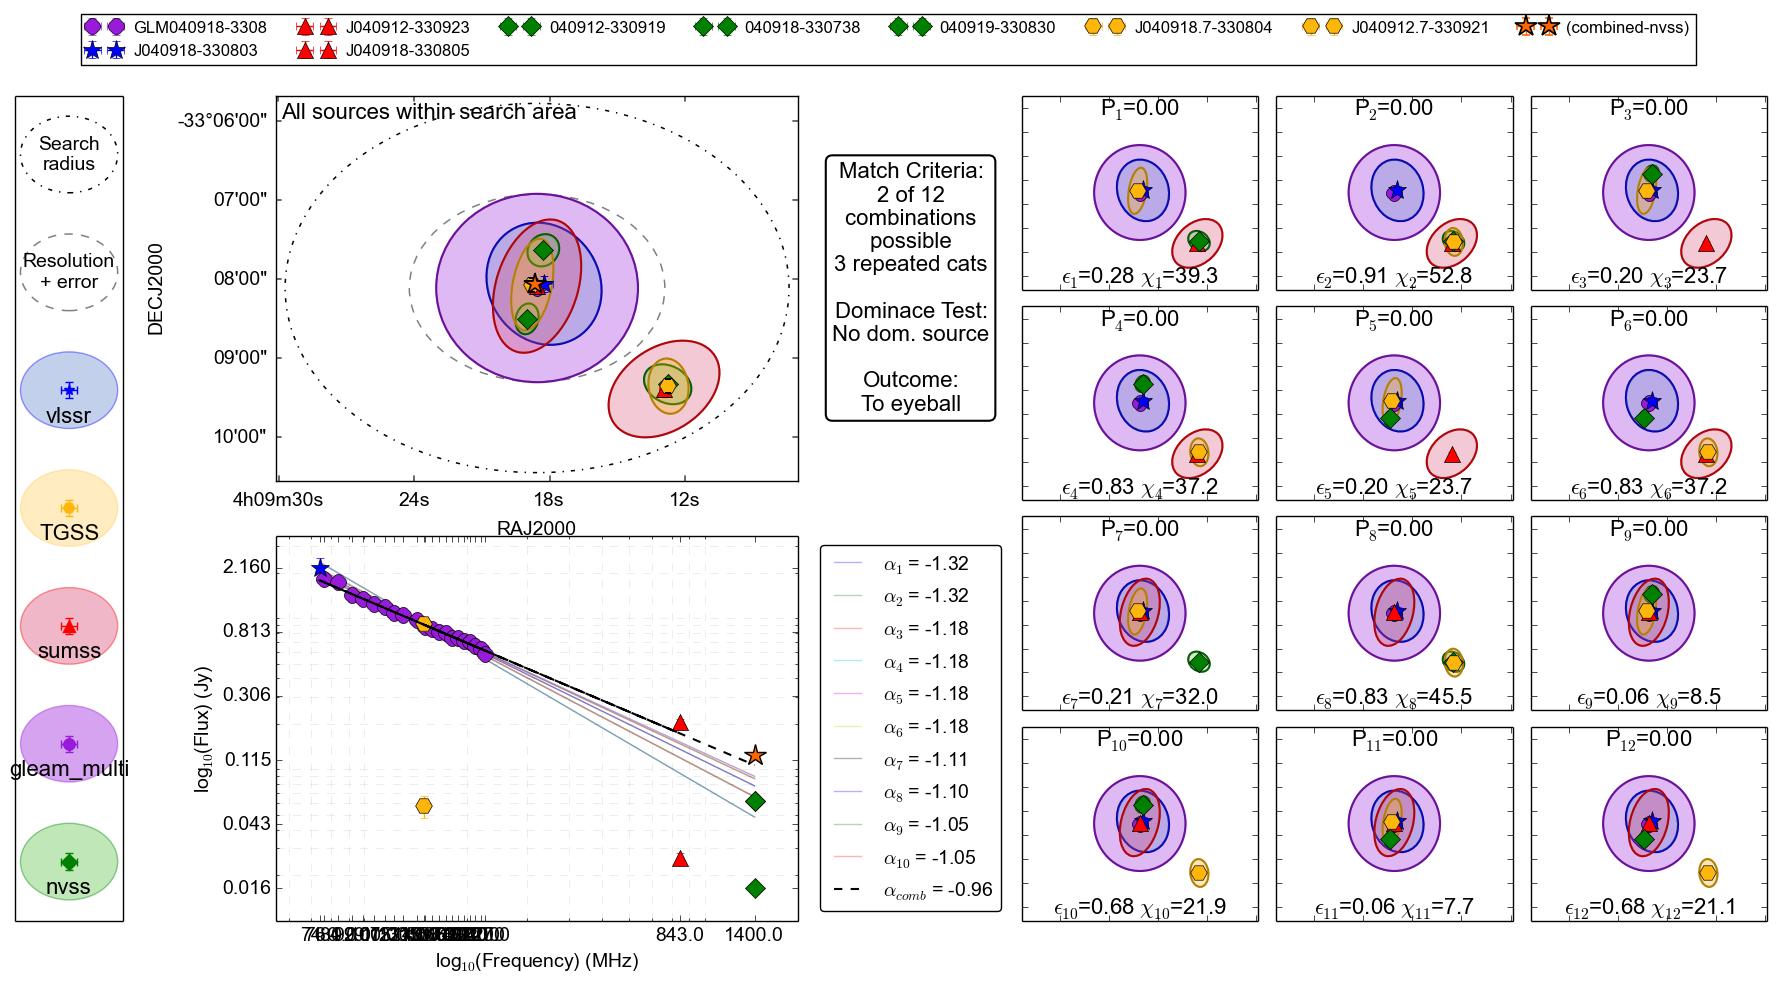 GLM040918-3308 J040912-330923 040912-330919 040918-330738 040919-330830 J040918.7-330804 J040912.7-330921 (combined-nvss)
J040918-330803 J040918-330805
Search
radius
Resolution
+ error
vlssr
TGSS
sumss
gleam_multi
nvss
All sources within search area
DECJ2000
-33°06'00"
07'00"
08'00"
09'00"
10'00"
4h09m30s 24s 18s 12s
RAJ2000
Match Criteria:
2 of 12
combinations
possible
3 repeated cats
Dominace Test:
No dom. source
Outcome:
To eyeball
log10(Flux) (Jy)
2.160
0.813
0.306
0.115
0.043
0.016
843.0 1400.0
log10(Frequency) (MHz)
α1 = -1.32
α2 = -1.32
α3 = -1.18
α4 = -1.18
α5 = -1.18
α6 = -1.18
α7 = -1.11
α8 = -1.10
α9 = -1.05
α10 = -1.05
αcomb = -0.96
P1=0.00
ϵ1=0.28 χ1=39.3
P2=0.00
ϵ2=0.91 χ2=52.8
P3=0.00
ϵ3=0.20 χ3=23.7
P4=0.00
ϵ4=0.83 χ4=37.2
P5=0.00
ϵ5=0.20 χ5=23.7
P6=0.00
ϵ6=0.83 χ6=37.2
P7=0.00
ϵ7=0.21 χ7=32.0
P8=0.00
ϵ8=0.83 χ8=45.5
P9=0.00
ϵ9=0.06 χ9=8.5
P10=0.00
ϵ10=0.68 χ10=21.9
P11=0.00
ϵ11=0.06 χ11=7.7
P12=0.00
ϵ12=0.68 χ12=21.1